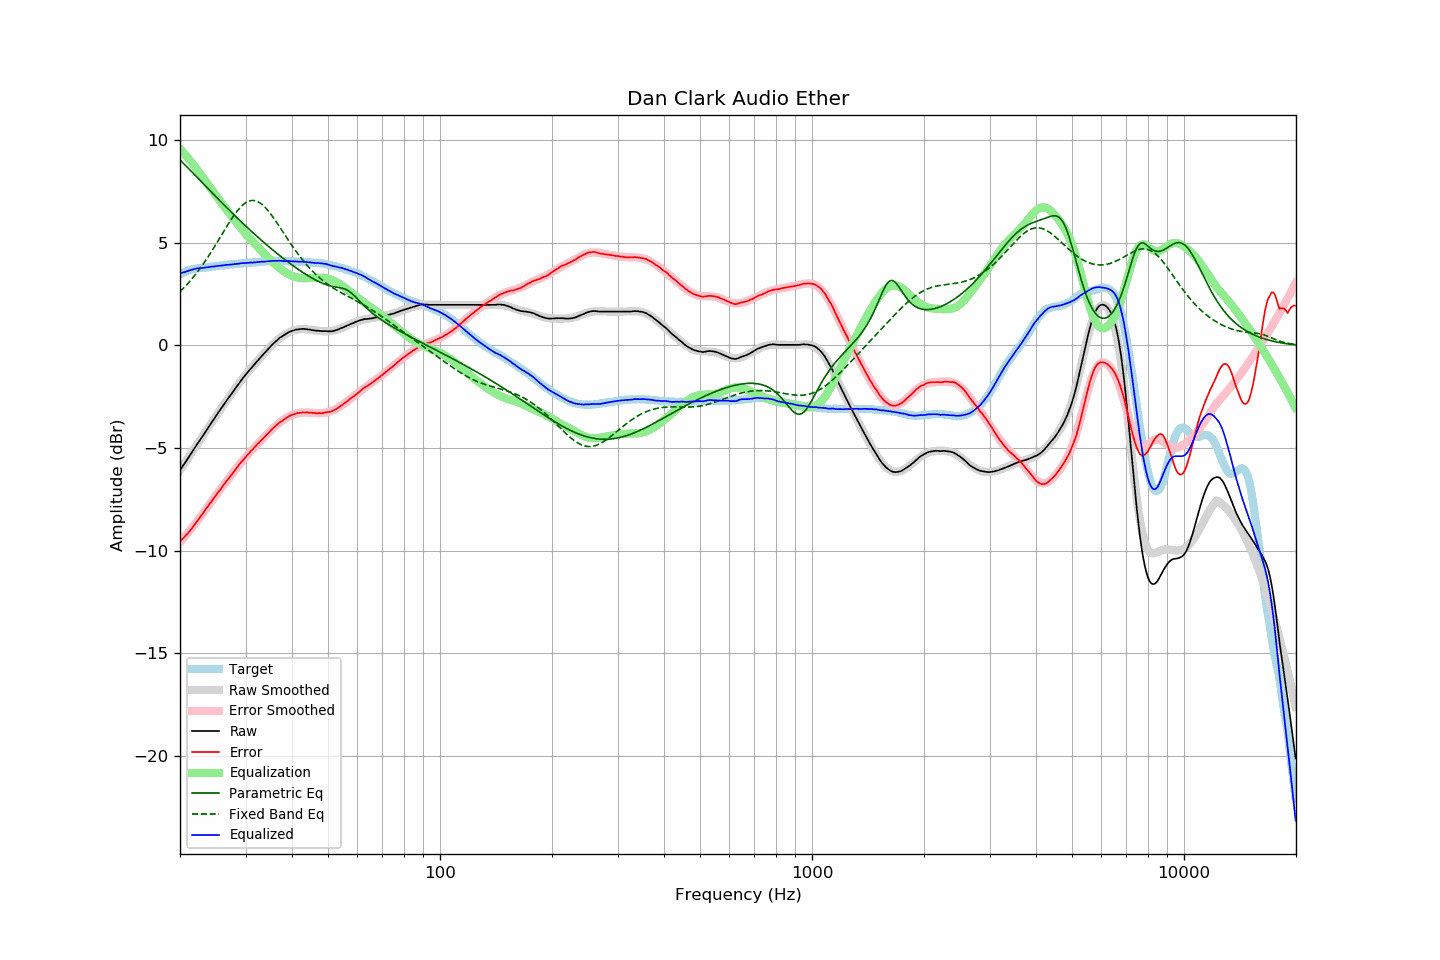 Dan Clark Audio Ether
10
5
0
−5
−10
−15
−20
Amplitude (dBr)
Target
Raw Smoothed
Error Smoothed
Raw
Error
Equalization
Parametric Eq
Fixed Band Eq
Equalized
100
1000
10000
Frequency (Hz)